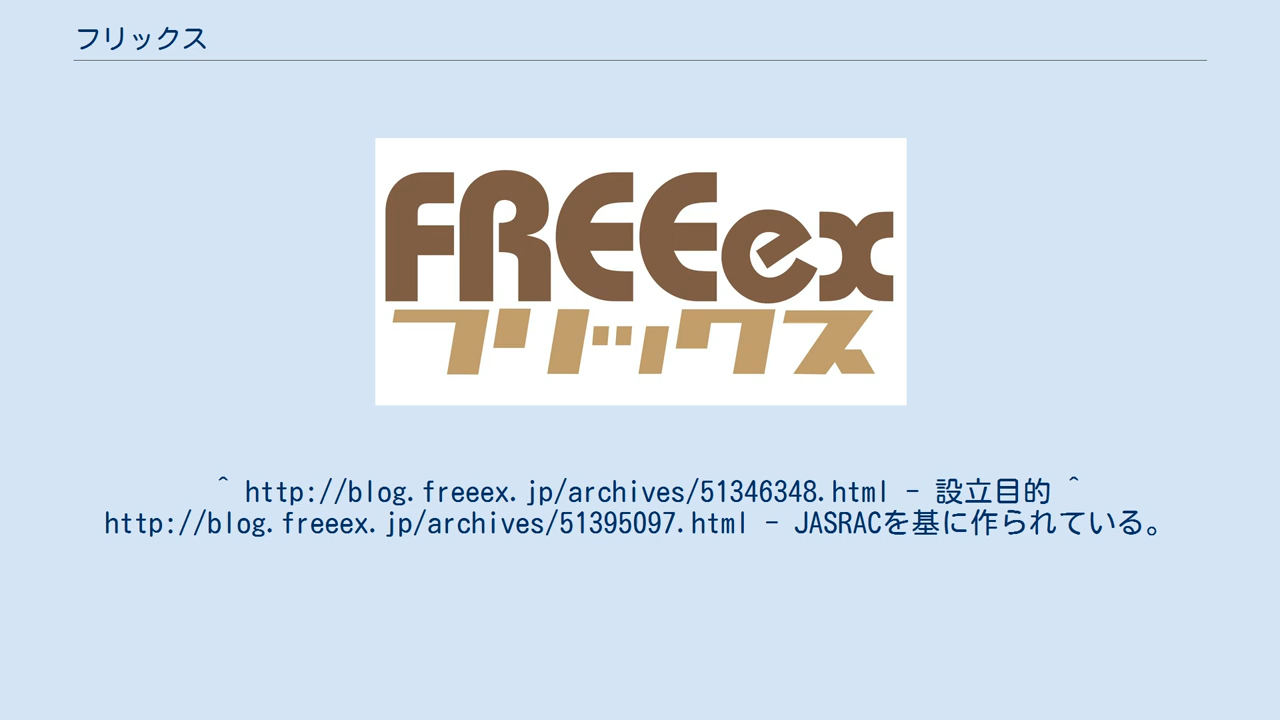 フリックス
FREEex
フリックス
^ http://blog.freeex.jp/archives/51346348.html - 設立目的 ^
http://blog.freeex.jp/archives/51395097.html - JASRACを基に作られている。